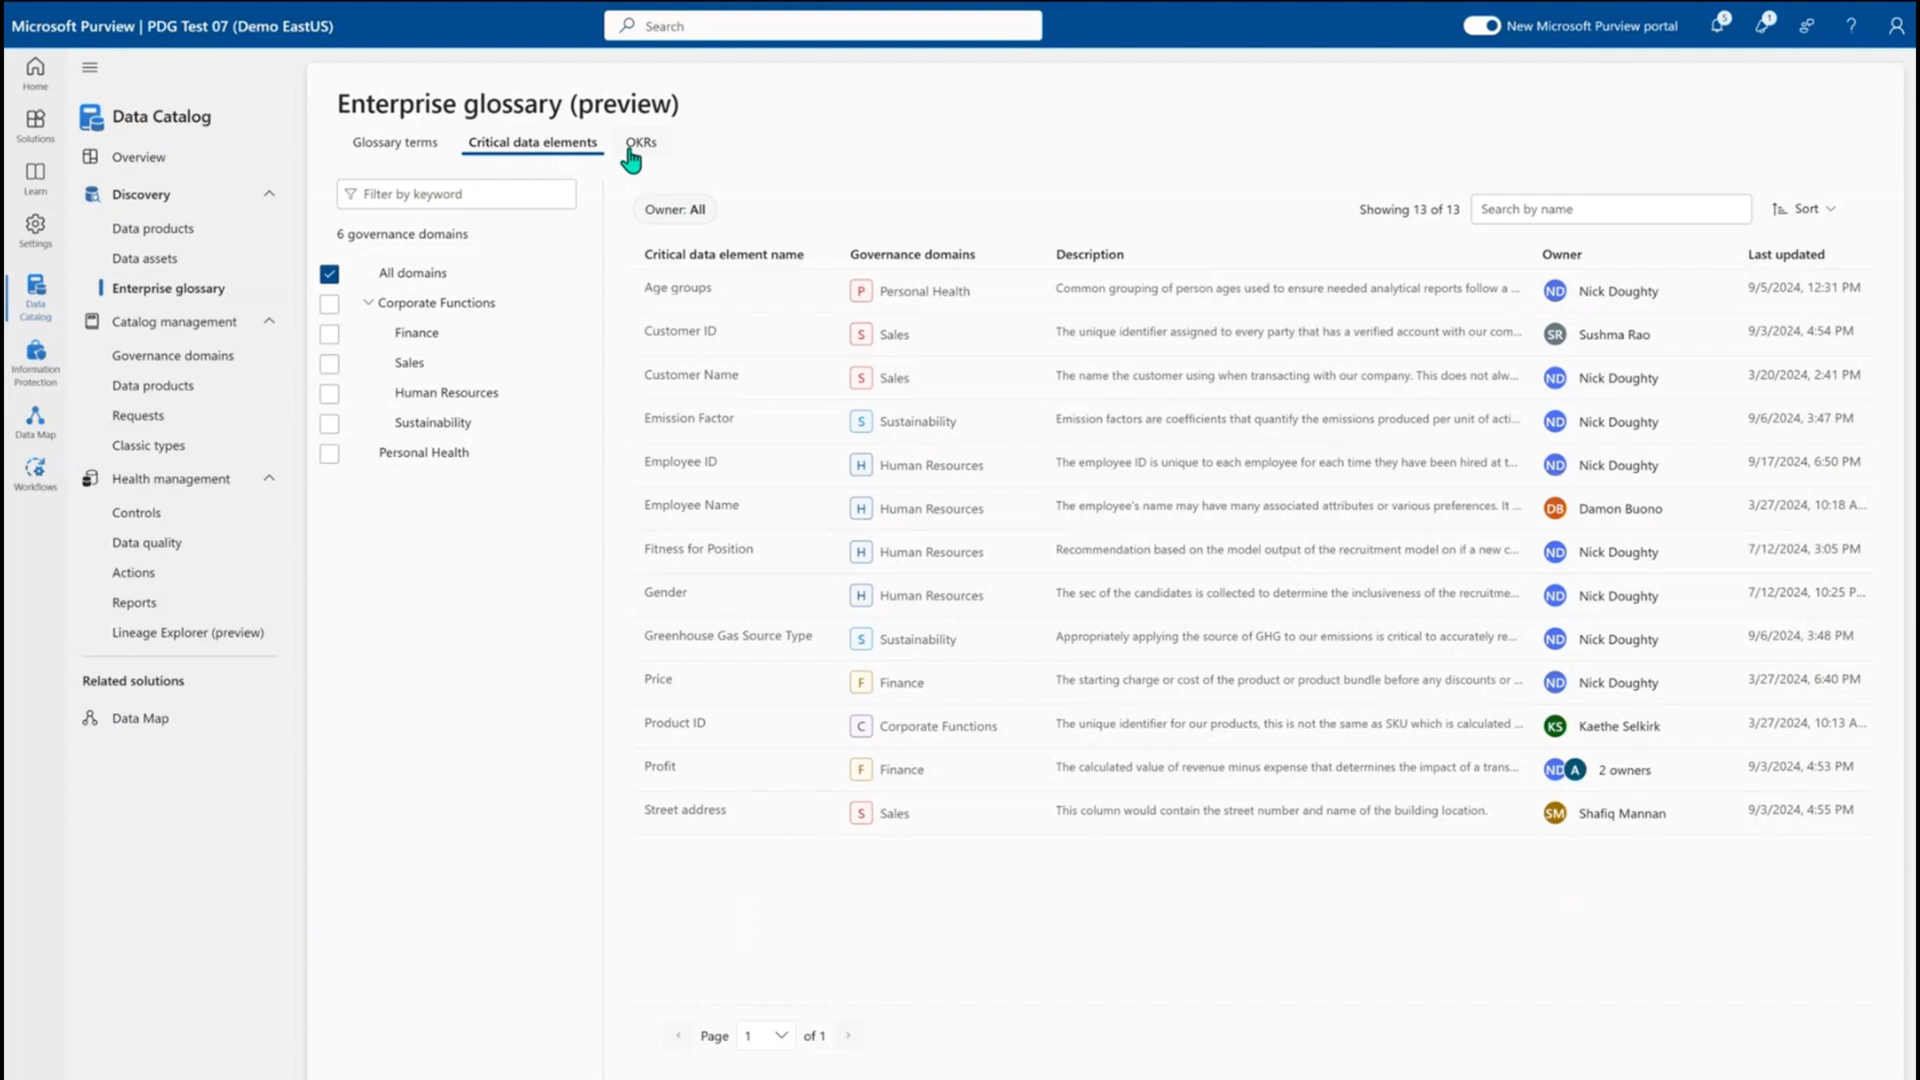 Microsoft Purview | PDG Test 07 (Demo EastUS)
Search
New Microsoft Purview portal
5
1
?
Home
Solutions
Learn
Settings
Data Catalog
Information Protection
Data Map
Workflows
Data Catalog
Overview
Discovery
Data products
Data assets
Enterprise glossary
Catalog management
Governance domains
Data products
Requests
Classic types
Health management
Controls
Data quality
Actions
Reports
Lineage Explorer (preview)
Related solutions
Data Map
Enterprise glossary (preview)
Glossary terms Critical data elements OKRs
Filter by keyword
6 governance domains
All domains
Corporate Functions
Finance
Sales
Human Resources
Sustainability
Personal Health
Owner: All
Showing 13 of 13
Search by name
Sort
Critical data element name Governance domains Description Owner Last updated
Age groups P Personal Health Common grouping of person ages used to ensure needed analytical reports follow a ... ND Nick Doughty 9/5/2024, 12:31 PM
Customer ID S Sales The unique identifier assigned to every party that has a verified account with our com... SR Sushma Rao 9/3/2024, 4:54 PM
Customer Name S Sales The name the customer using when transacting with our company. This does not alw... ND Nick Doughty 3/20/2024, 2:41 PM
Emission Factor S Sustainability Emission factors are coefficients that quantify the emissions produced per unit of acti... ND Nick Doughty 9/6/2024, 3:47 PM
Employee ID H Human Resources The employee ID is unique to each employee for each time they have been hired at t... ND Nick Doughty 9/17/2024, 6:50 PM
Employee Name H Human Resources The employee's name may have many associated attributes or various preferences. It ... DB Damon Buono 3/27/2024, 10:18 A...
Fitness for Position H Human Resources Recommendation based on the model output of the recruitment model on if a new c... ND Nick Doughty 7/12/2024, 3:05 PM
Gender H Human Resources The sec of the candidates is collected to determine the inclusiveness of the recruitme... ND Nick Doughty 7/12/2024, 10:25 P...
Greenhouse Gas Source Type S Sustainability Appropriately applying the source of GHG to our emissions is critical to accurately re... ND Nick Doughty 9/6/2024, 3:48 PM
Price F Finance The starting charge or cost of the product or product bundle before any discounts or ... ND Nick Doughty 3/27/2024, 6:40 PM
Product ID C Corporate Functions The unique identifier for our products, this is not the same as SKU which is calculated ... KS Kaethe Selkirk 3/27/2024, 10:13 A...
Profit F Finance The calculated value of revenue minus expense that determines the impact of a trans... ND A 2 owners 9/3/2024, 4:53 PM
Street address S Sales This column would contain the street number and name of the building location. SM Shafiq Mannan 9/3/2024, 4:55 PM
Page 1 of 1